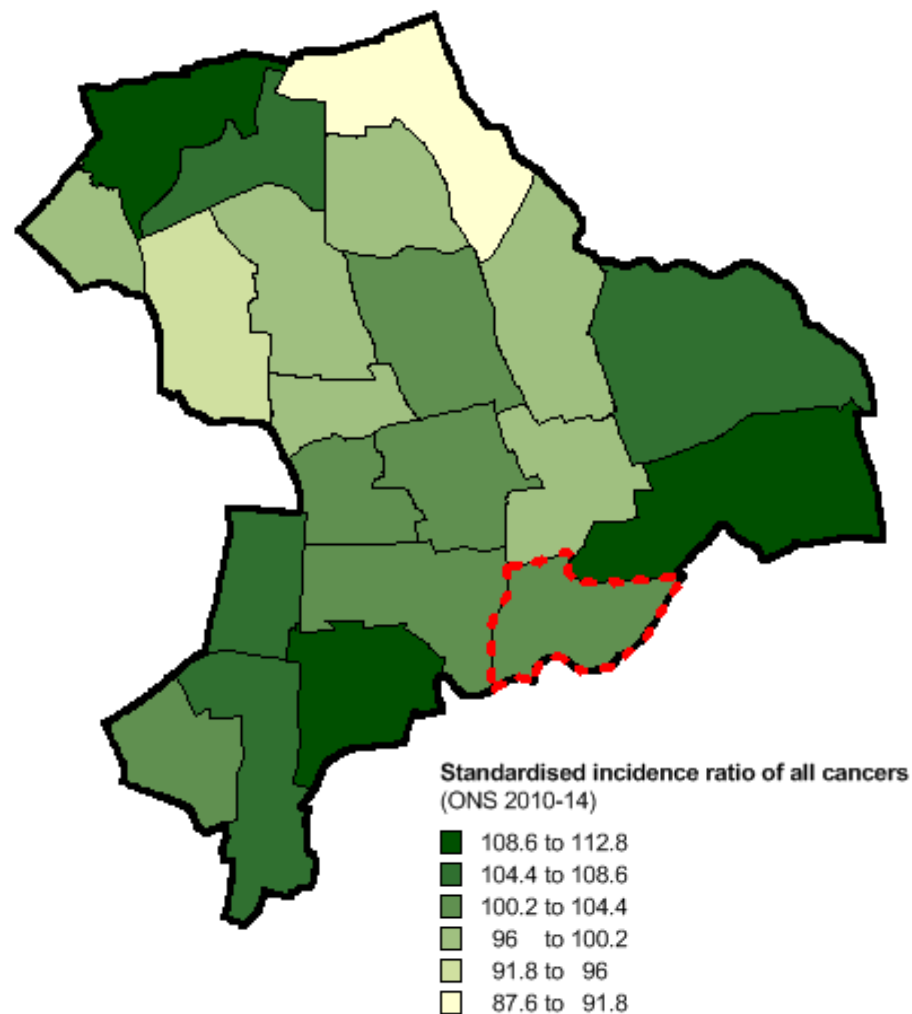 Standardised incidence ratio of all cancers
(ONS 2010-14)
108.6 to 112.8
104.4 to 108.6
100.2 to 104.4
96 to 100.2
91.8 to 96
87.6 to 91.8